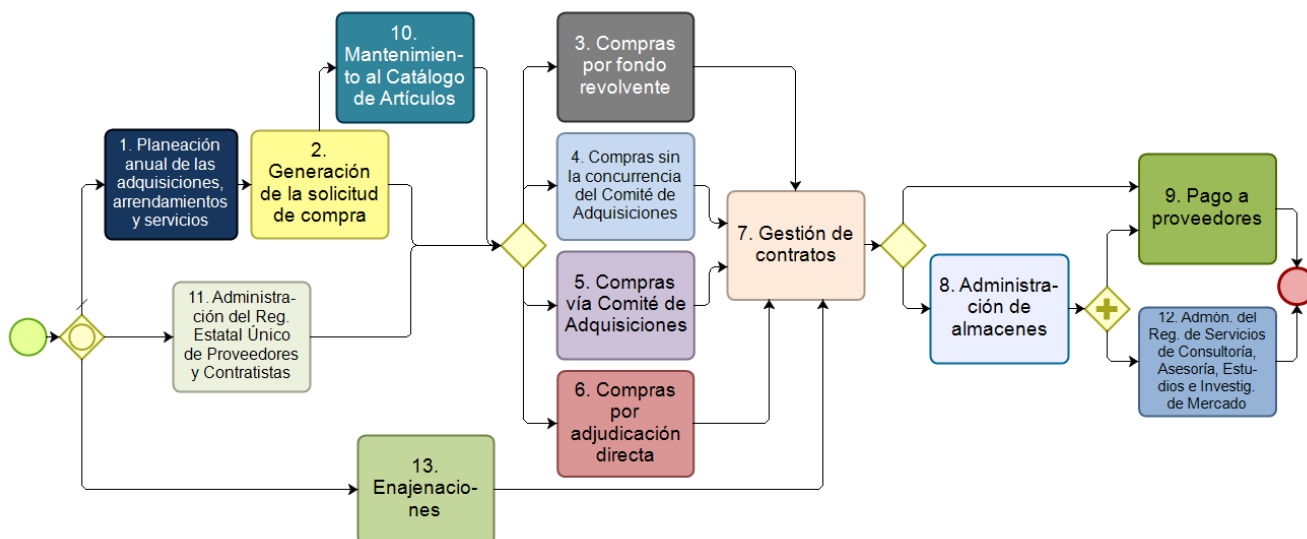 10.
Mantenimien-
to al Catálogo
de Artículos
3. Compras
por fondo
revolvente
1. Planeación
anual de las
adquisiciones,
arrendamientos
y servicios
2.
Generación
de la solicitud
de compra
4. Compras sin
la concurrencia
del Comité de
Adquisiciones
7. Gestión de
contratos
9. Pago a
proveedores
11. Administra-
ción del Reg.
Estatal Único
de Proveedores
y Contratistas
5. Compras
vía Comité de
Adquisiciones
8. Administra-
ción de
almacenes
12. Admón. del
Reg. de Servicios
de Consultoría,
Asesoría, Estu-
dios e Investig.
de Mercado
6. Compras
por
adjudicación
directa
13.
Enajenacio-
nes